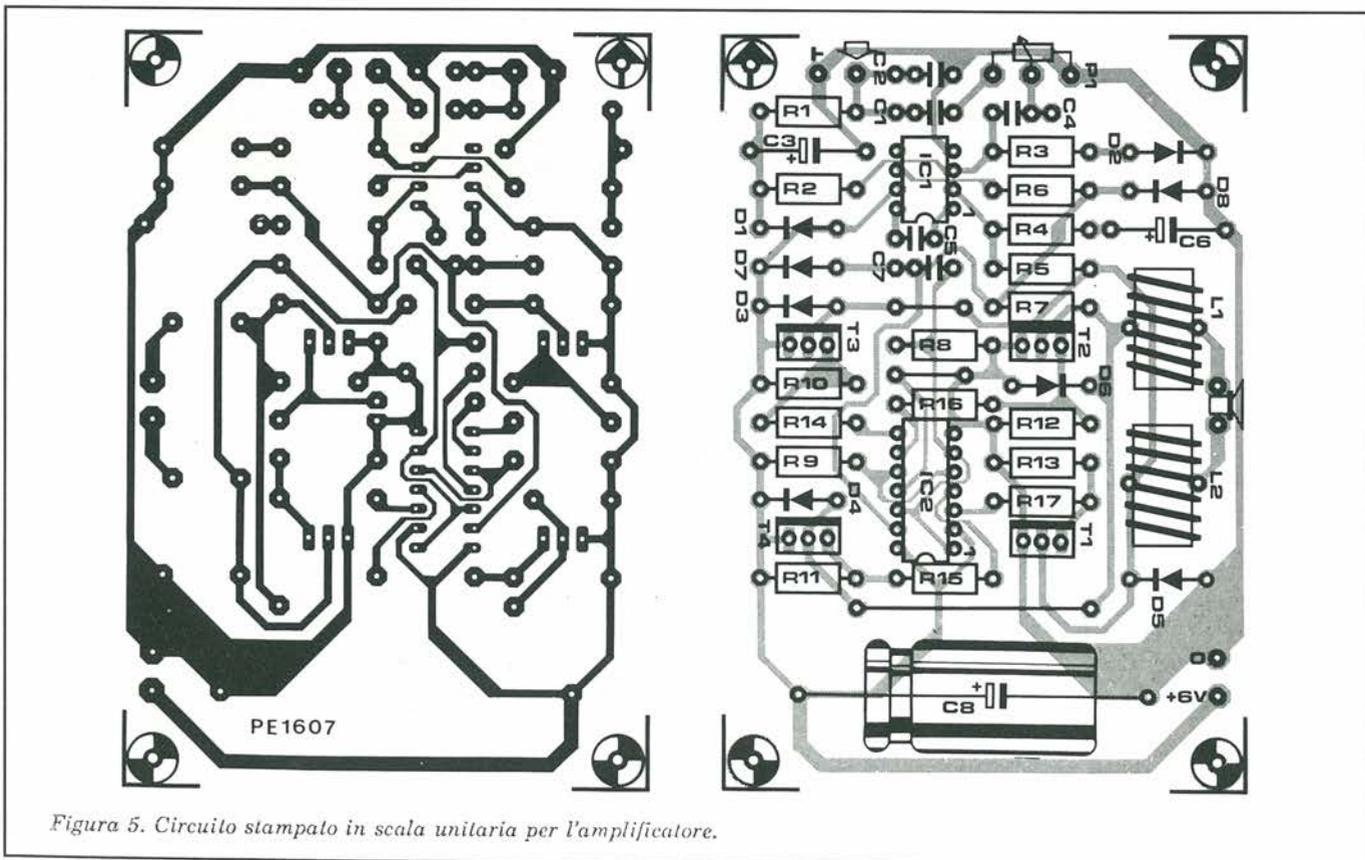 PE1607
⊥
C2
P1
R1
C1
C4
C3
+
IC1
R3
D2
R2
R6
D8
D1
1
R4
+
C6
C5
D7
C7
R5
L1
D3
R7
T3
R8
T2
R10
D6
R16
R14
R12
R9
IC2
R13
L2
D4
R17
T4
1
T1
R11
R15
D5
0
+
C8
+6V
Figura 5. Circuito stampato in scala unitaria per l'amplificatore.